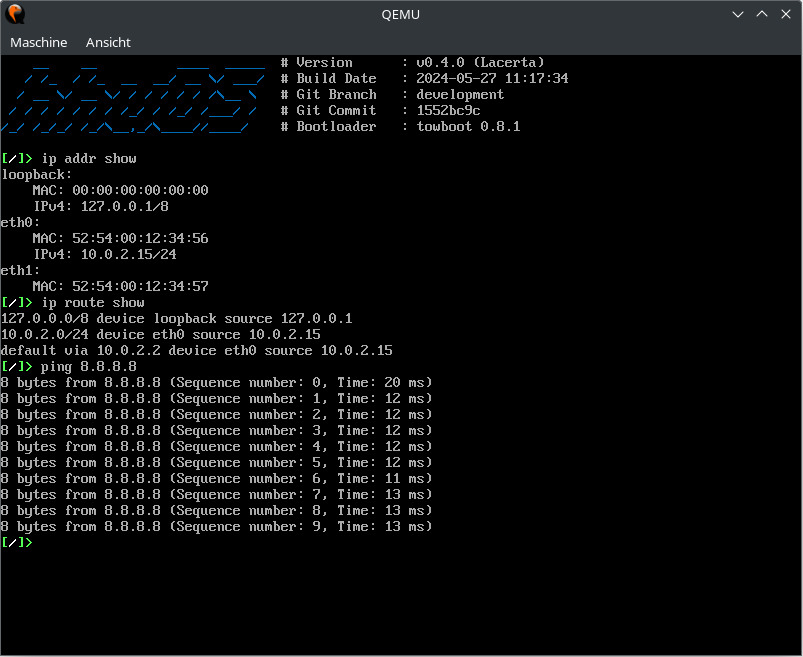 QEMU
Maschine Ansicht
# Version : v0.4.0 (Lacerta)
# Build Date : 2024-05-27 11:17:34
# Git Branch : development
# Git Commit : 1552bc9c
# Bootloader : towboot 0.8.1
[/]> ip addr show
loopback:
MAC: 00:00:00:00:00:00
IPv4: 127.0.0.1/8
eth0:
MAC: 52:54:00:12:34:56
IPv4: 10.0.2.15/24
eth1:
MAC: 52:54:00:12:34:57
[/]> ip route show
127.0.0.0/8 device loopback source 127.0.0.1
10.0.2.0/24 device eth0 source 10.0.2.15
default via 10.0.2.2 device eth0 source 10.0.2.15
[/]> ping 8.8.8.8
8 bytes from 8.8.8.8 (Sequence number: 0, Time: 20 ms)
8 bytes from 8.8.8.8 (Sequence number: 1, Time: 12 ms)
8 bytes from 8.8.8.8 (Sequence number: 2, Time: 12 ms)
8 bytes from 8.8.8.8 (Sequence number: 3, Time: 12 ms)
8 bytes from 8.8.8.8 (Sequence number: 4, Time: 12 ms)
8 bytes from 8.8.8.8 (Sequence number: 5, Time: 12 ms)
8 bytes from 8.8.8.8 (Sequence number: 6, Time: 11 ms)
8 bytes from 8.8.8.8 (Sequence number: 7, Time: 13 ms)
8 bytes from 8.8.8.8 (Sequence number: 8, Time: 13 ms)
8 bytes from 8.8.8.8 (Sequence number: 9, Time: 13 ms)
[/]>